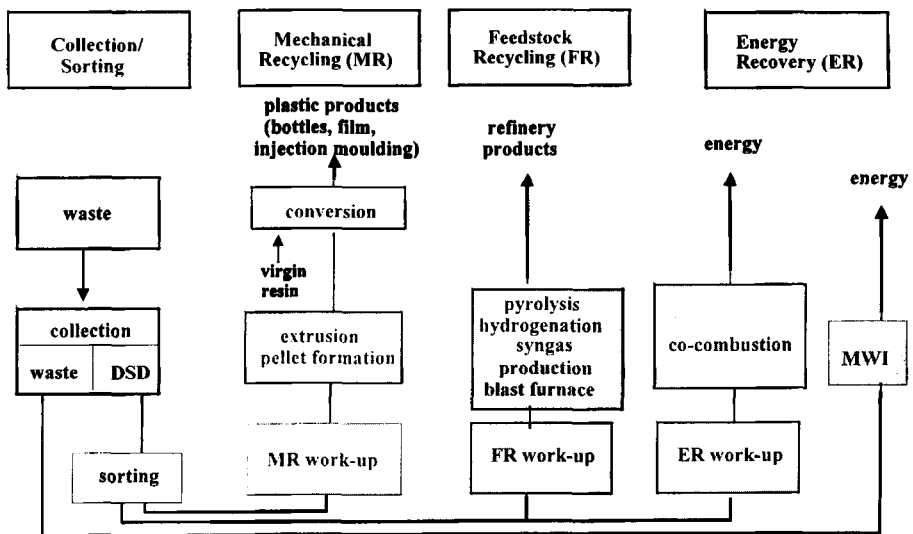 Collection/
Sorting
Mechanical
Recycling (MR)
Feedstock
Recycling (FR)
Energy
Recovery (ER)
plastic products
(bottles, film,
injection moulding)
refinery
products
energy
energy
waste
conversion
virgin
resin
collection
waste
DSD
extrusion
pellet formation
pyrolysis
hydrogenation
syngas
production
blast furnace
co-combustion
MWI
sorting
MR work-up
FR work-up
ER work-up